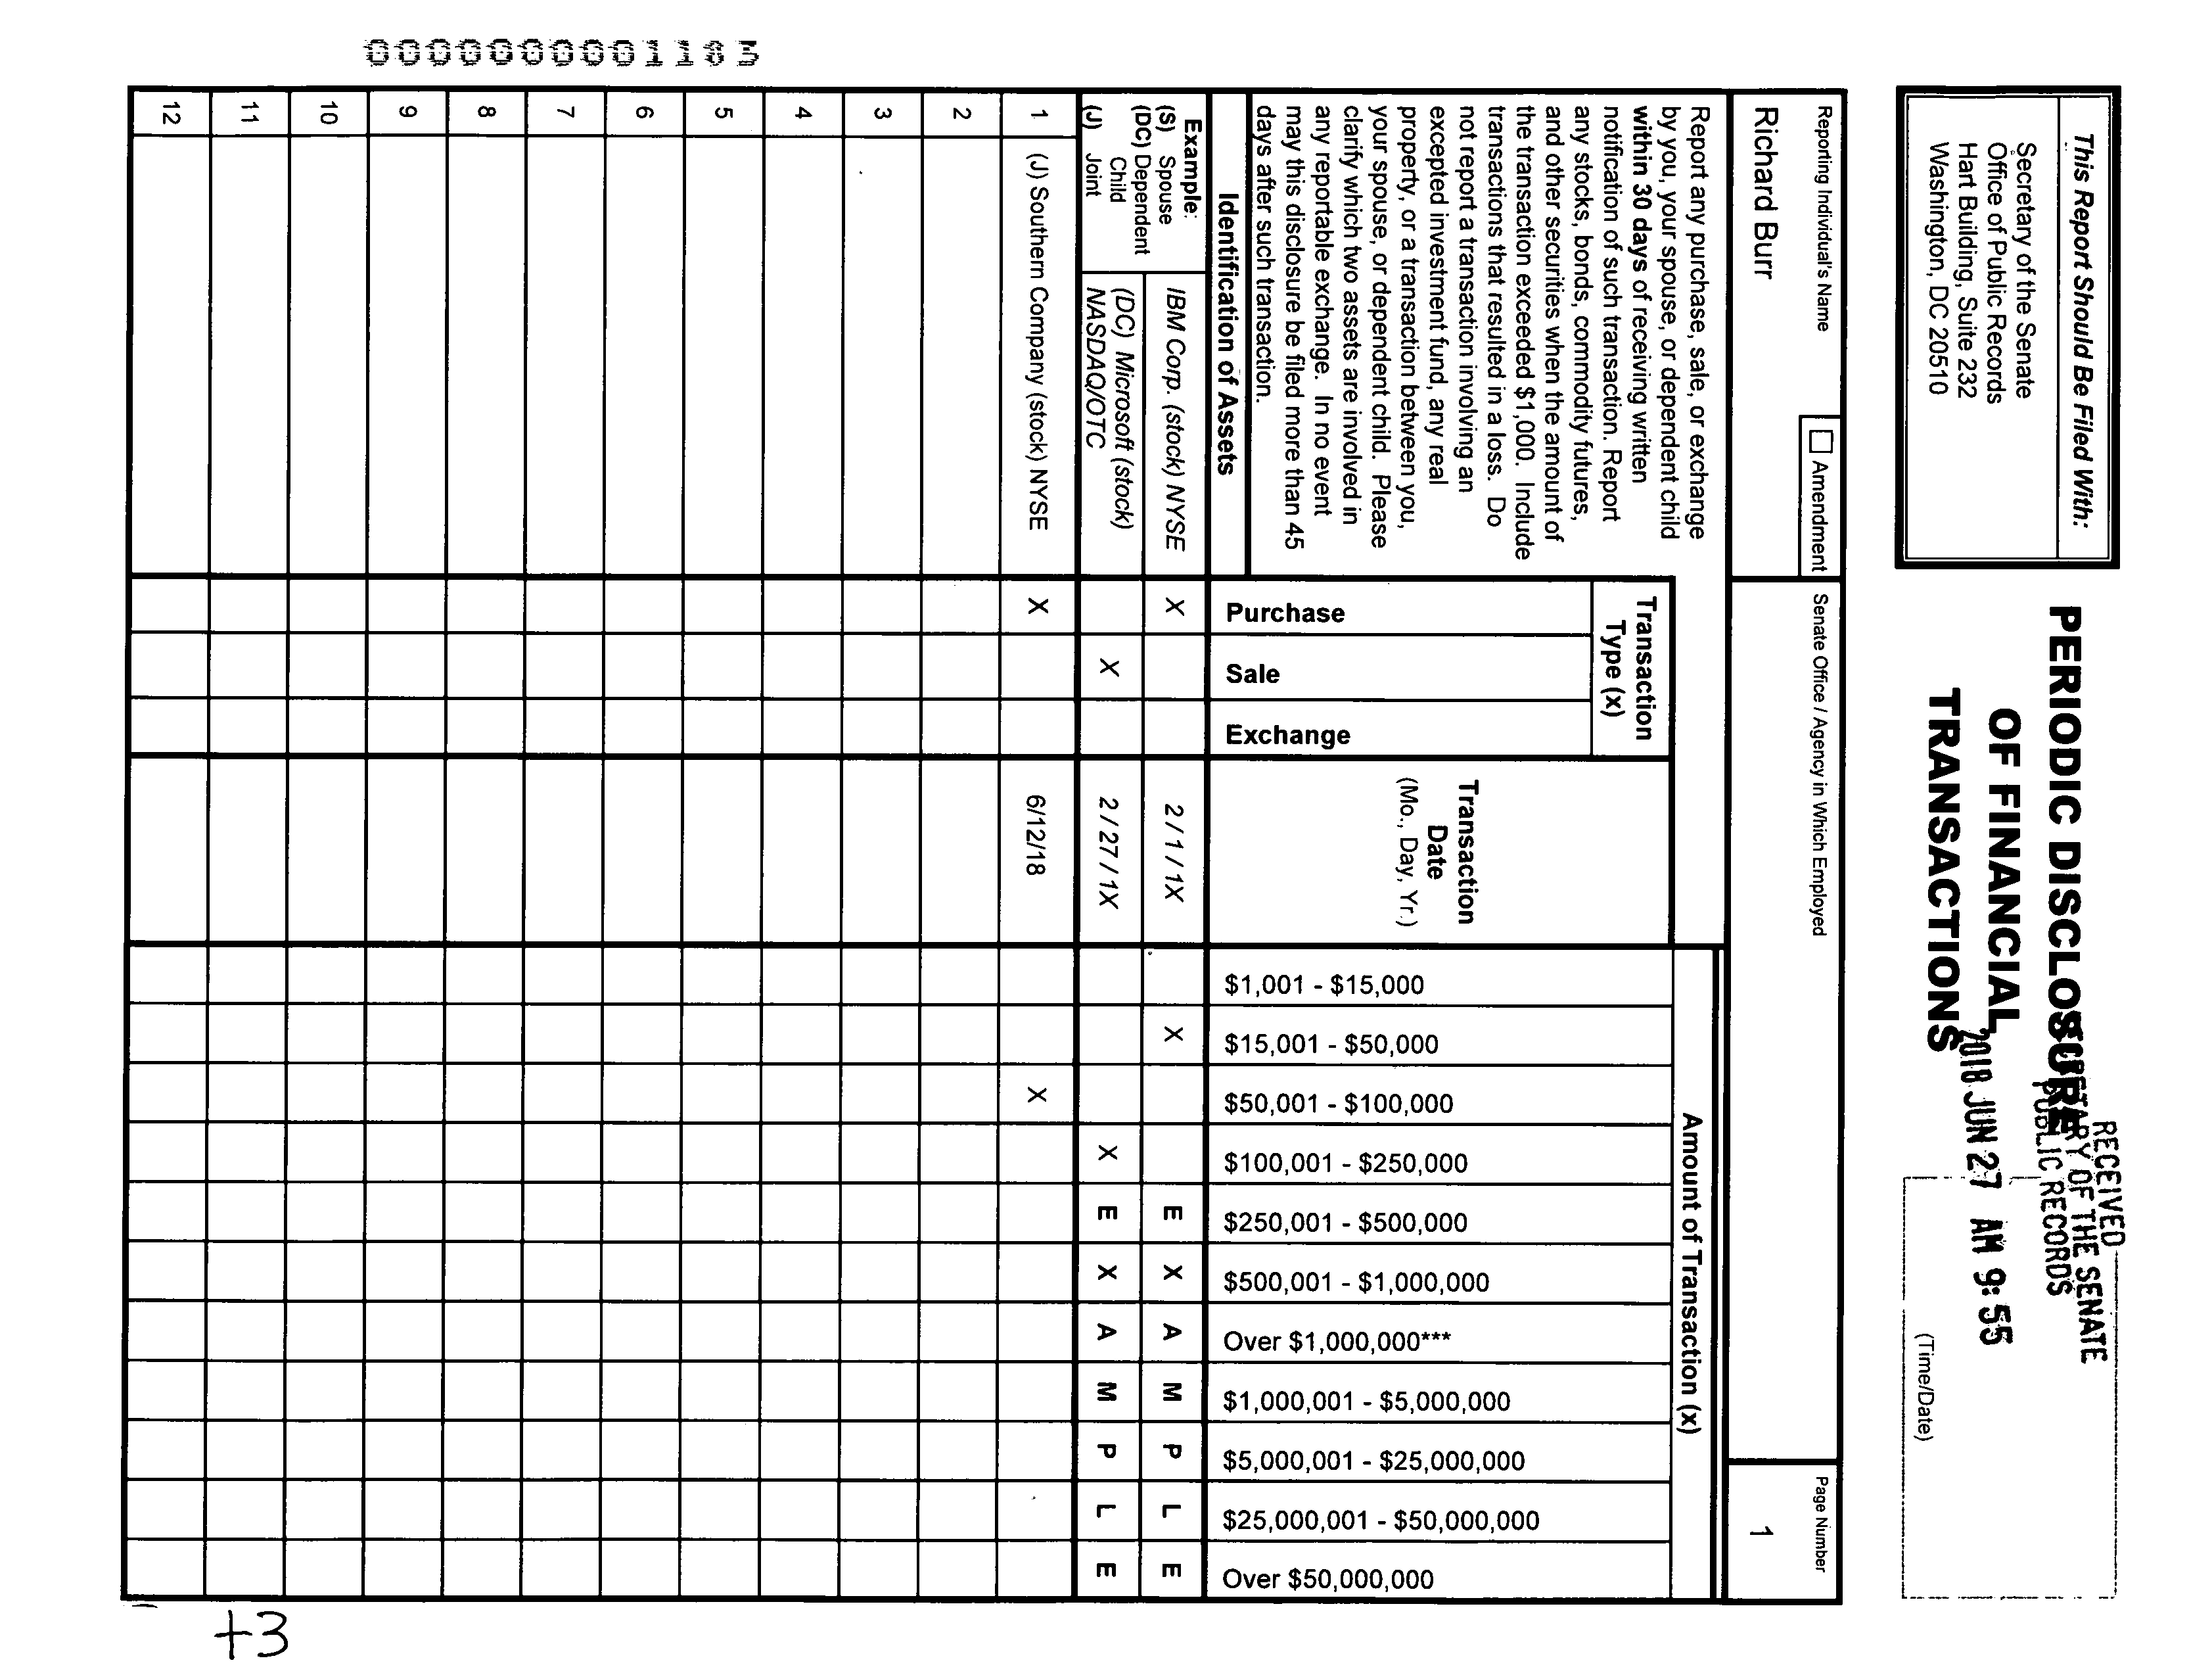 This Report Should Be Filed With:
Secretary of the Senate
Office of Public Records
Hart Building, Suite 232
Washington, DC 20510
PERIODIC DISCLOSURE
OF FINANCIAL
TRANSACTIONS
RECEIVED
SECRETARY OF THE SENATE
PUBLIC RECORDS
2018 JUN 27 AM 9:55
(Time/Date)
Reporting Individual's Name
Amendment
Senate Office / Agency in Which Employed
Page Number
Richard Burr
1
Report any purchase, sale, or exchange
by you, your spouse, or dependent child
within 30 days of receiving written
notification of such transaction. Report
any stocks, bonds, commodity futures,
and other securities when the amount of
the transaction exceeded $1,000. Include
transactions that resulted in a loss. Do
not report a transaction involving an
excepted investment fund, any real
property, or a transaction between you,
your spouse, or dependent child. Please
clarify which two assets are involved in
any reportable exchange. In no event
may this disclosure be filed more than 45
days after such transaction.
Identification of Assets
Transaction
Type (x)
Purchase
Sale
Exchange
Transaction
Date
(Mo., Day, Yr.)
Amount of Transaction (x)
$1,001 - $15,000
$15,001 - $50,000
$50,001 - $100,000
$100,001 - $250,000
$250,001 - $500,000
$500,001 - $1,000,000
Over $1,000,000***
$1,000,001 - $5,000,000
$5,000,001 - $25,000,000
$25,000,001 - $50,000,000
Over $50,000,000
Example:
(S) Spouse
(DC) Dependent
Child
(J) Joint
IBM Corp. (stock) NYSE X 2 / 1 / 1X X E X A M P L E
(DC) Microsoft (stock)
NASDAQ/OTC X 2 / 27 / 1X X E X A M P L E
1 (J) Southern Company (stock) NYSE X 6/12/18 X
2
3
4
5
6
7
8
9
10
11
12
+3